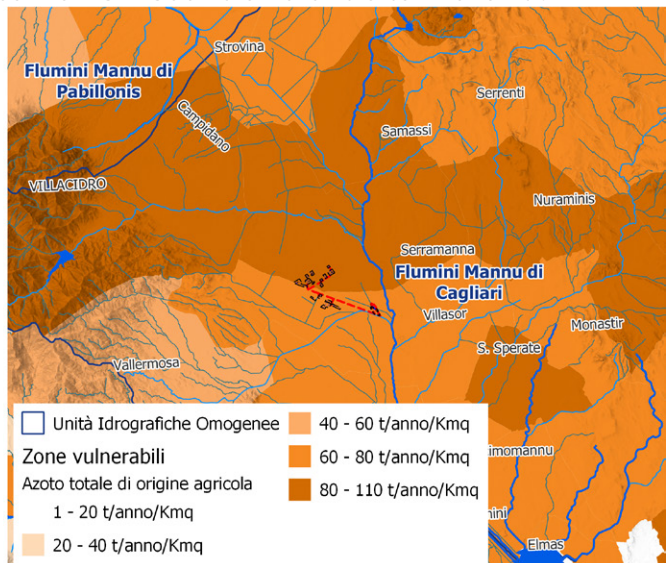 Strovina
Flumini Mannu di
Pabillonis
Serrenti
Campidano
Samassi
VILLACIDRO
Nuraminis
Serramanna
Flumini Mannu di
Cagliari
Villasor
Monastir
S. Sperate
Vallermosa
Unità Idrografiche Omogenee
Zone vulnerabili
Azoto totale di origine agricola
1 - 20 t/anno/Kmq
20 - 40 t/anno/Kmq
40 - 60 t/anno/Kmq
60 - 80 t/anno/Kmq
80 - 110 t/anno/Kmq
imomannu
Elmas